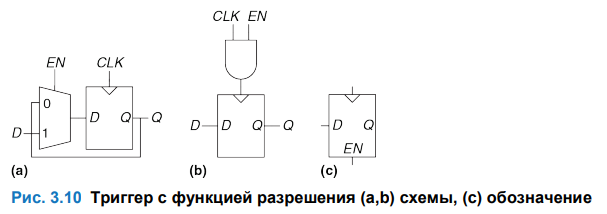 EN CLK
0
1
D D Q Q
(a)
CLK EN
D D Q Q
(b)
D Q
EN
(c)
Рис. 3.10 Триггер с функцией разрешения (a,b) схемы, (c) обозначение